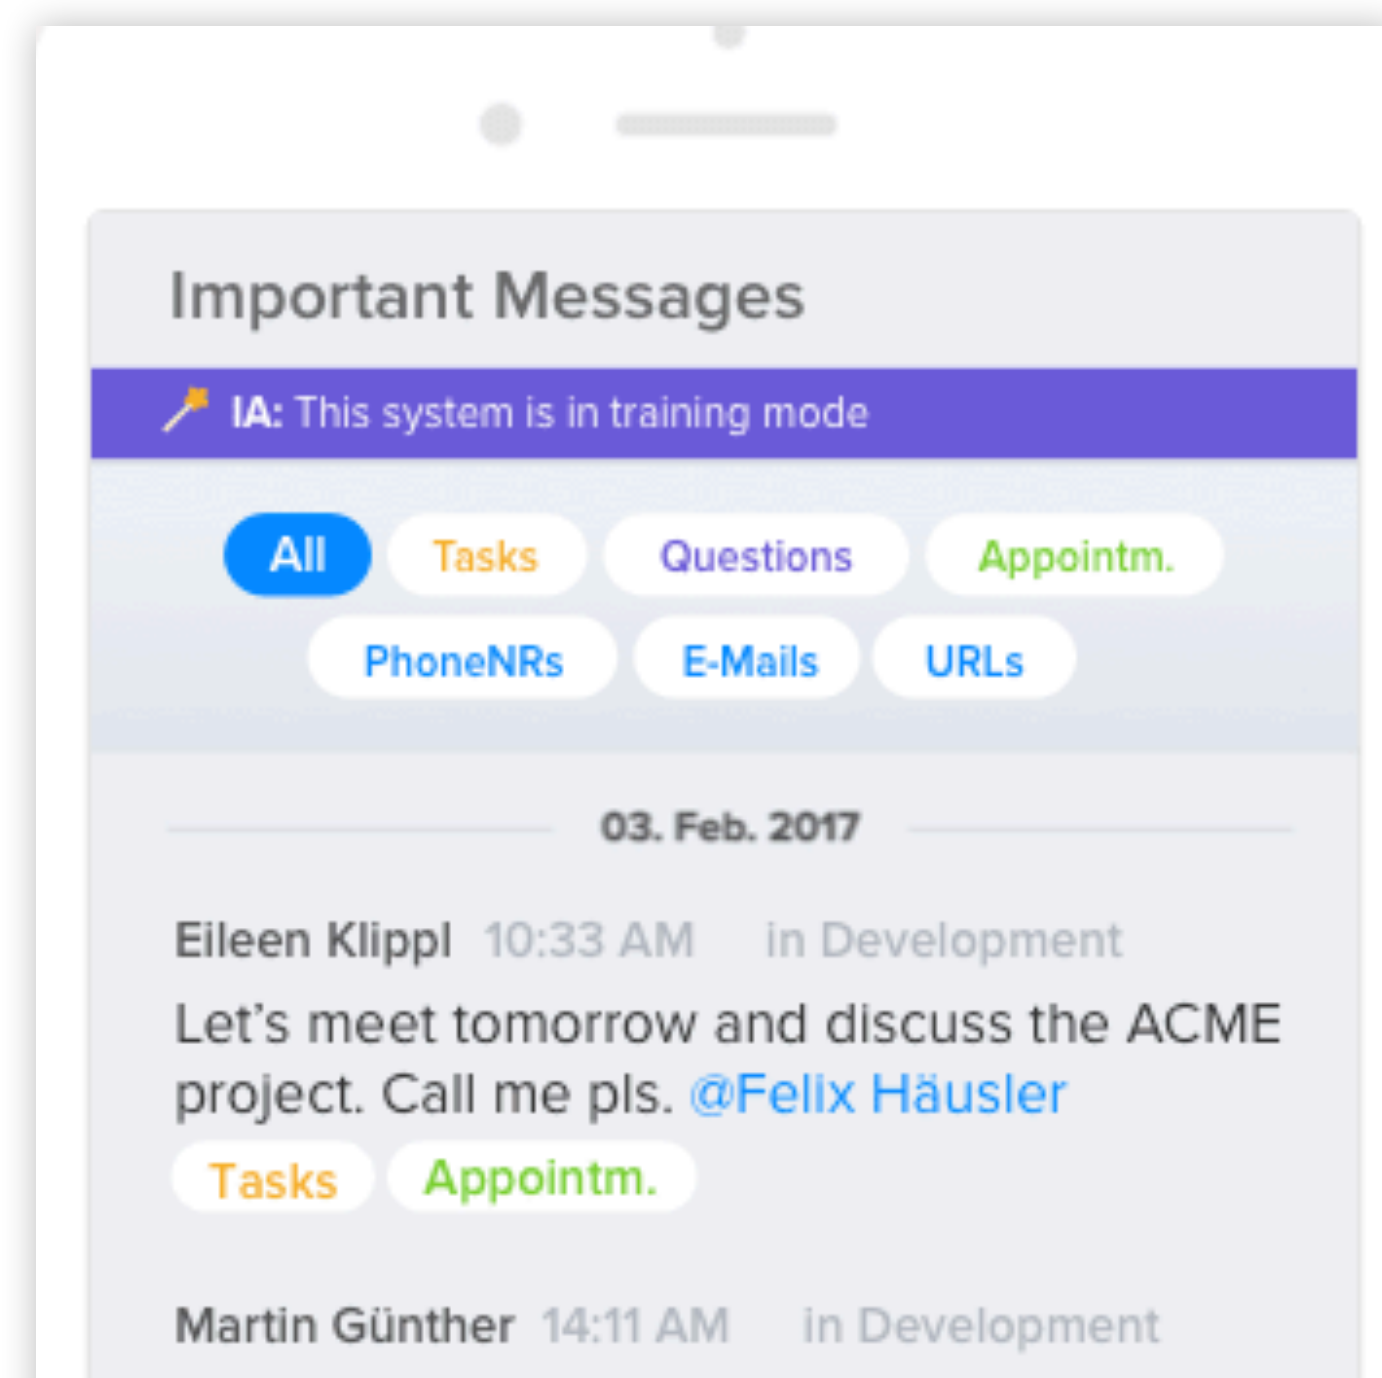 Important Messages
IA: This system is in training mode
All Tasks Questions Appointm.
PhoneNRs E-Mails URLs
03. Feb. 2017
Eileen Klippl 10:33 AM in Development
Let's meet tomorrow and discuss the ACME
project. Call me pls. @Felix Häusler
Tasks Appointm.
Martin Günther 14:11 AM in Development